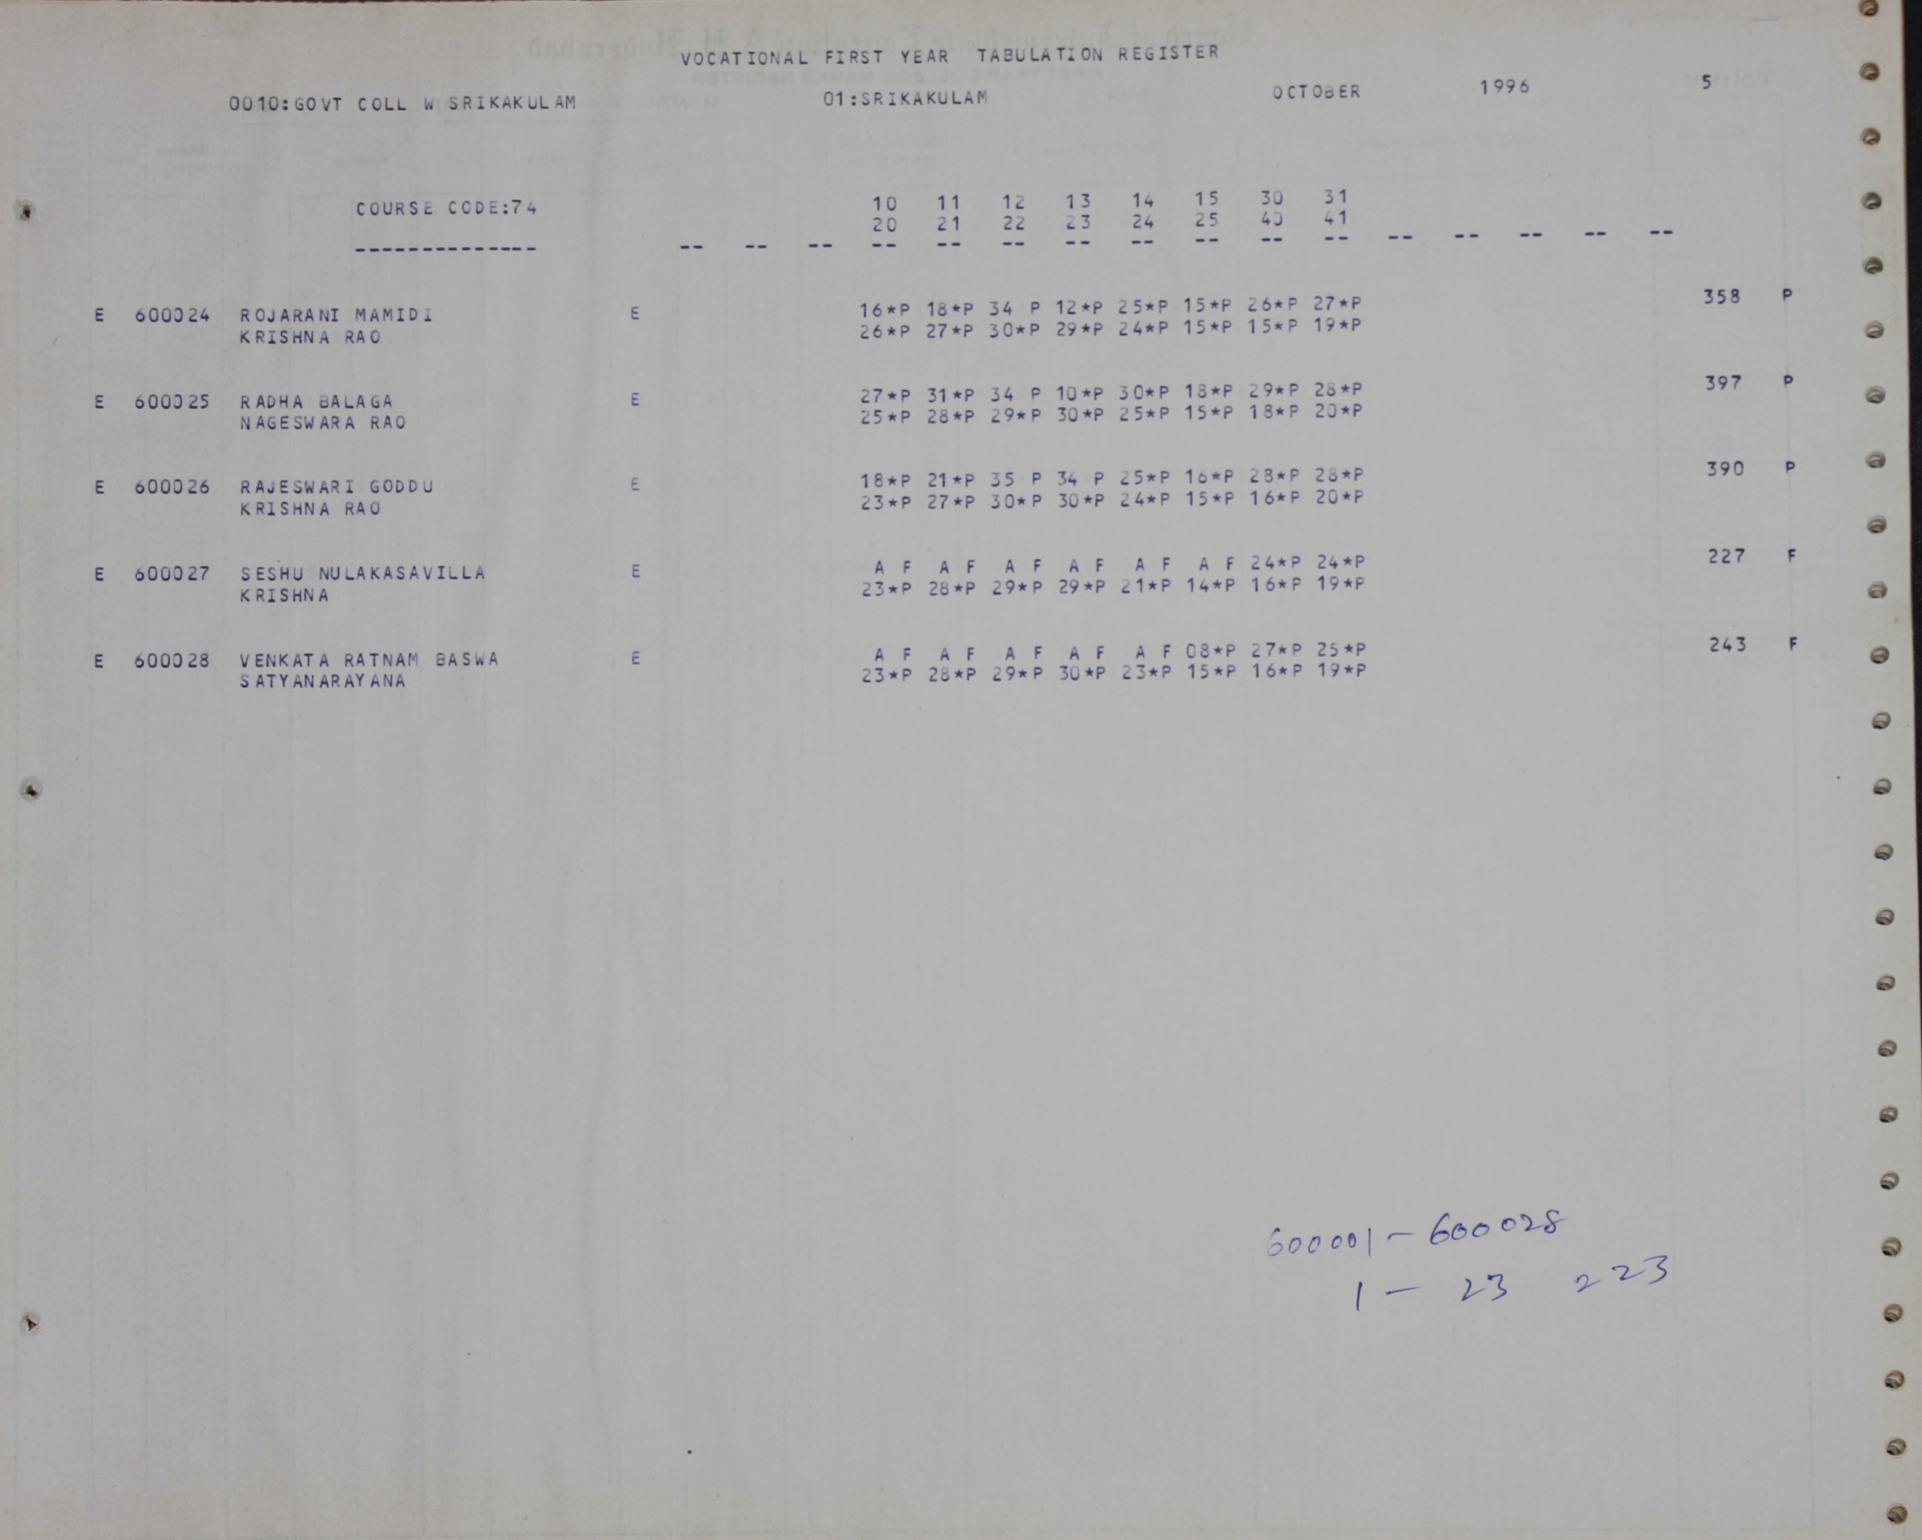 VOCATIONAL FIRST YEAR TABULATION REGISTER
0010:GOVT COLL W SRIKAKULAM 01:SRIKAKULAM OCTOBER 1996 5
COURSE CODE:74 10 11 12 13 14 15 30 31
20 21 22 23 24 25 40 41
-------------- -- -- -- -- -- -- -- -- -- -- -- -- -- -- -- --
E 600024 ROJARANI MAMIDI E 16*P 18*P 34 P 12*P 25*P 15*P 26*P 27*P 358 P
KRISHNA RAO 26*P 27*P 30*P 29*P 24*P 15*P 15*P 19*P
E 600025 RADHA BALAGA E 27*P 31*P 34 P 10*P 30*P 18*P 29*P 28*P 397 P
NAGESWARA RAO 25*P 28*P 29*P 30*P 25*P 15*P 18*P 20*P
E 600026 RAJESWARI GODDU E 18*P 21*P 35 P 34 P 25*P 16*P 28*P 28*P 390 P
KRISHNA RAO 23*P 27*P 30*P 30*P 24*P 15*P 16*P 20*P
E 600027 SESHU NULAKASAVILLA E A F A F A F A F A F A F 24*P 24*P 227 F
KRISHNA 23*P 28*P 29*P 29*P 21*P 14*P 16*P 19*P
E 600028 VENKATA RATNAM BASWA E A F A F A F A F A F 08*P 27*P 25*P 243 F
SATYANARAYANA 23*P 28*P 29*P 30*P 23*P 15*P 16*P 19*P
600001 - 600028
1 - 23 223